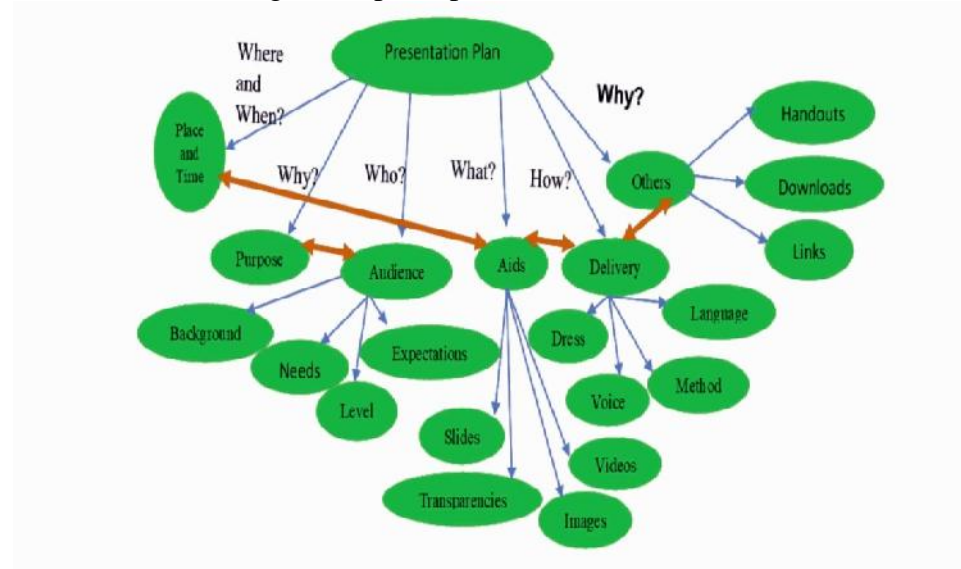 Presentation Plan
Where
and
When?
Why?
Place
and
Time
Handouts
Why?
Who?
What?
How?
Others
Downloads
Links
Purpose
Audience
Aids
Delivery
Background
Needs
Level
Expectations
Dress
Language
Voice
Method
Slides
Videos
Transparencies
Images